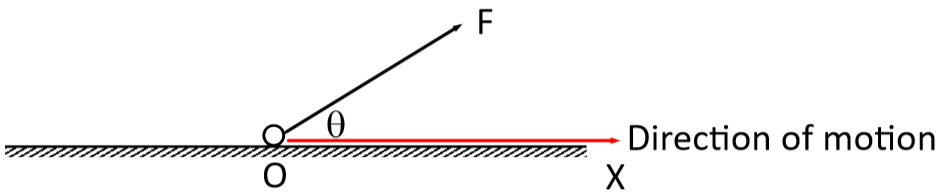 F
θ
Direction of motion
O
X